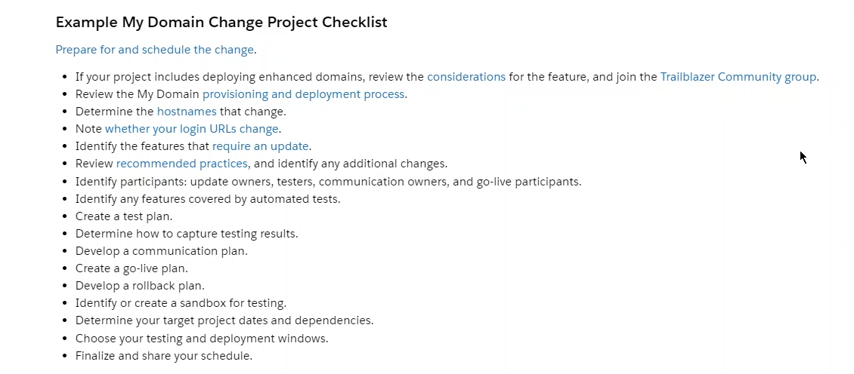 Example My Domain Change Project Checklist
Prepare for and schedule the change.
• If your project includes deploying enhanced domains, review the considerations for the feature, and join the Trailblazer Community group.
• Review the My Domain provisioning and deployment process.
• Determine the hostnames that change.
• Note whether your login URLs change.
• Identify the features that require an update.
• Review recommended practices, and identify any additional changes.
• Identify participants: update owners, testers, communication owners, and go-live participants.
• Identify any features covered by automated tests.
• Create a test plan.
• Determine how to capture testing results.
• Develop a communication plan.
• Create a go-live plan.
• Develop a rollback plan.
• Identify or create a sandbox for testing.
• Determine your target project dates and dependencies.
• Choose your testing and deployment windows.
• Finalize and share your schedule.